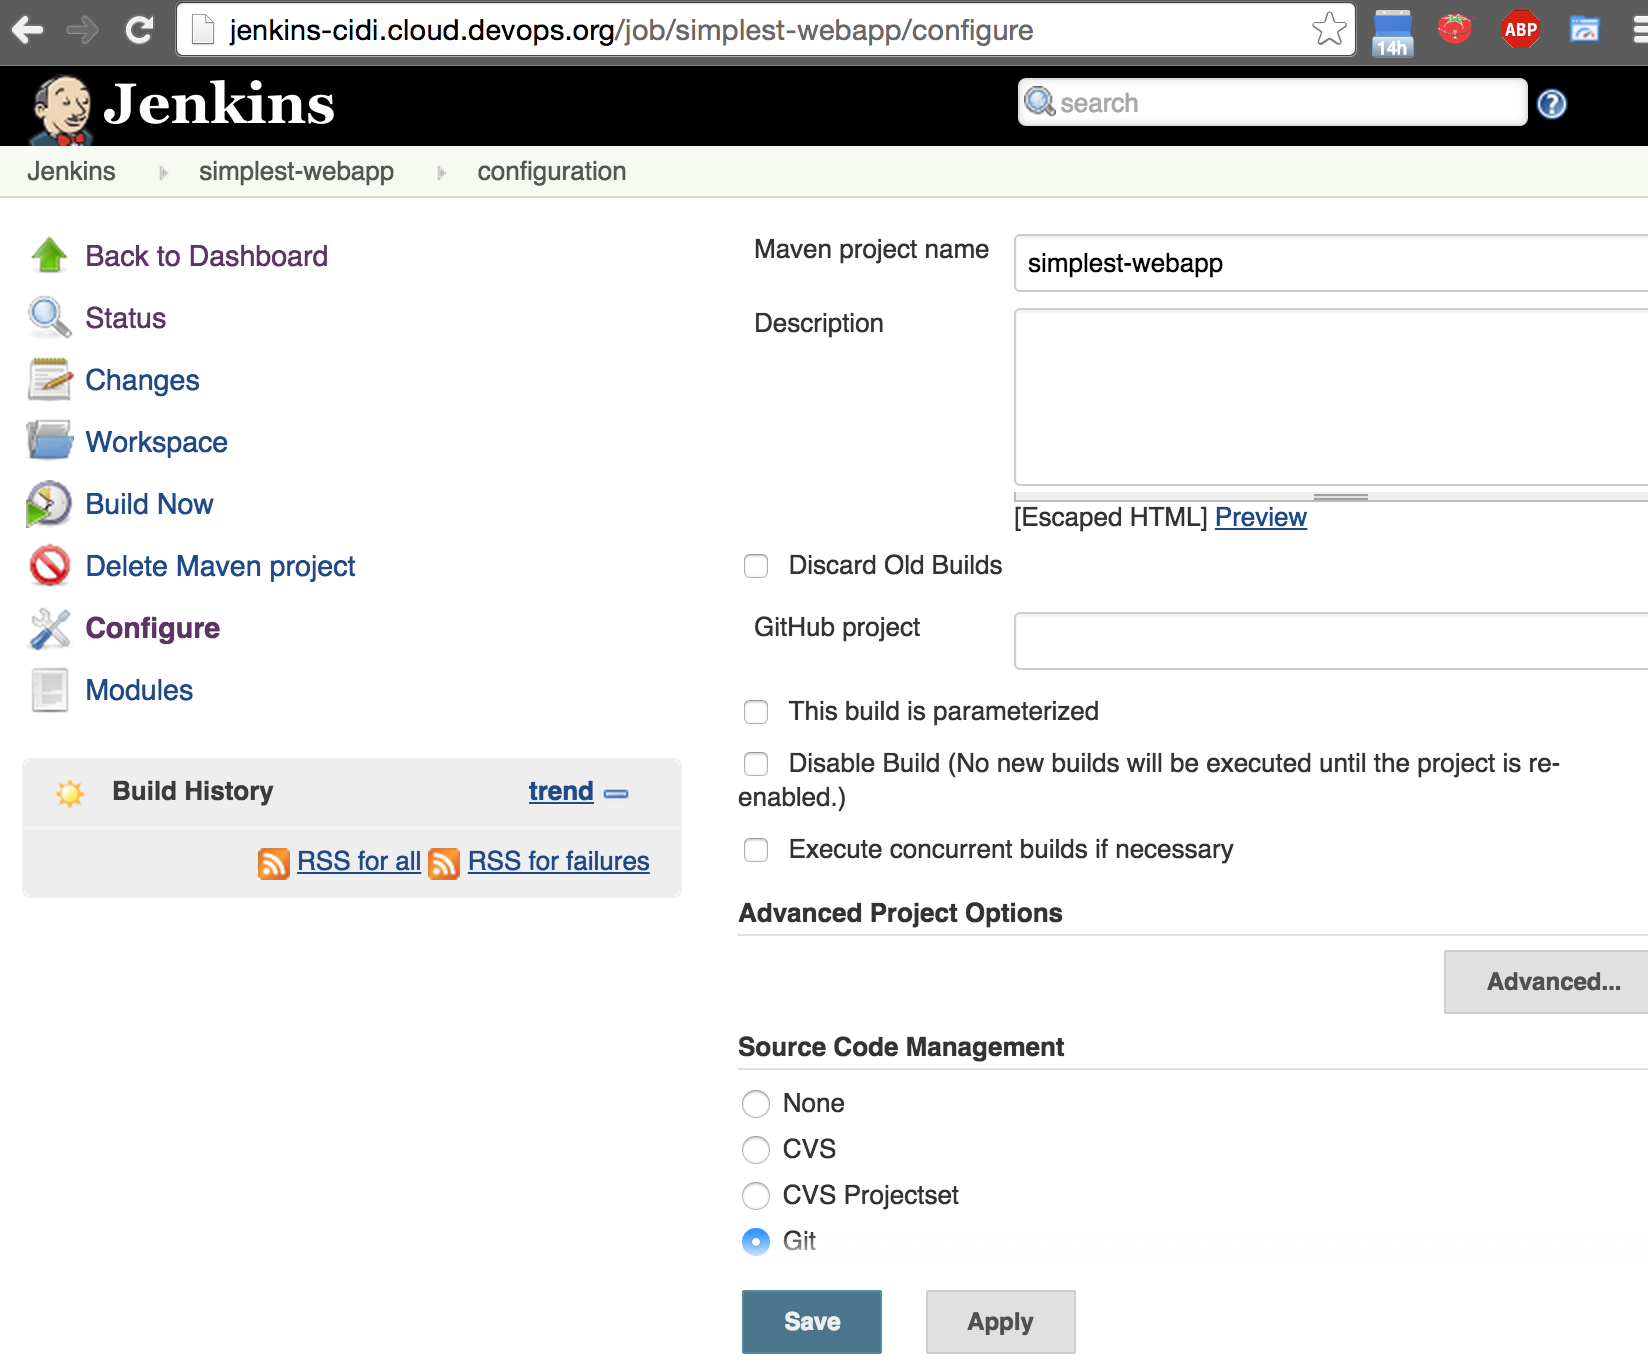 jenkins-cidi.cloud.devops.org/job/simplest-webapp/configure
14h
ABP
Jenkins
search
?
Jenkins simplest-webapp configuration
Back to Dashboard
Status
Changes
Workspace
Build Now
Delete Maven project
Configure
Modules
Build History trend
RSS for all RSS for failures
Maven project name simplest-webapp
Description
[Escaped HTML] Preview
Discard Old Builds
GitHub project
This build is parameterized
Disable Build (No new builds will be executed until the project is re-
enabled.)
Execute concurrent builds if necessary
Advanced Project Options
Advanced...
Source Code Management
None
CVS
CVS Projectset
Git
Save Apply